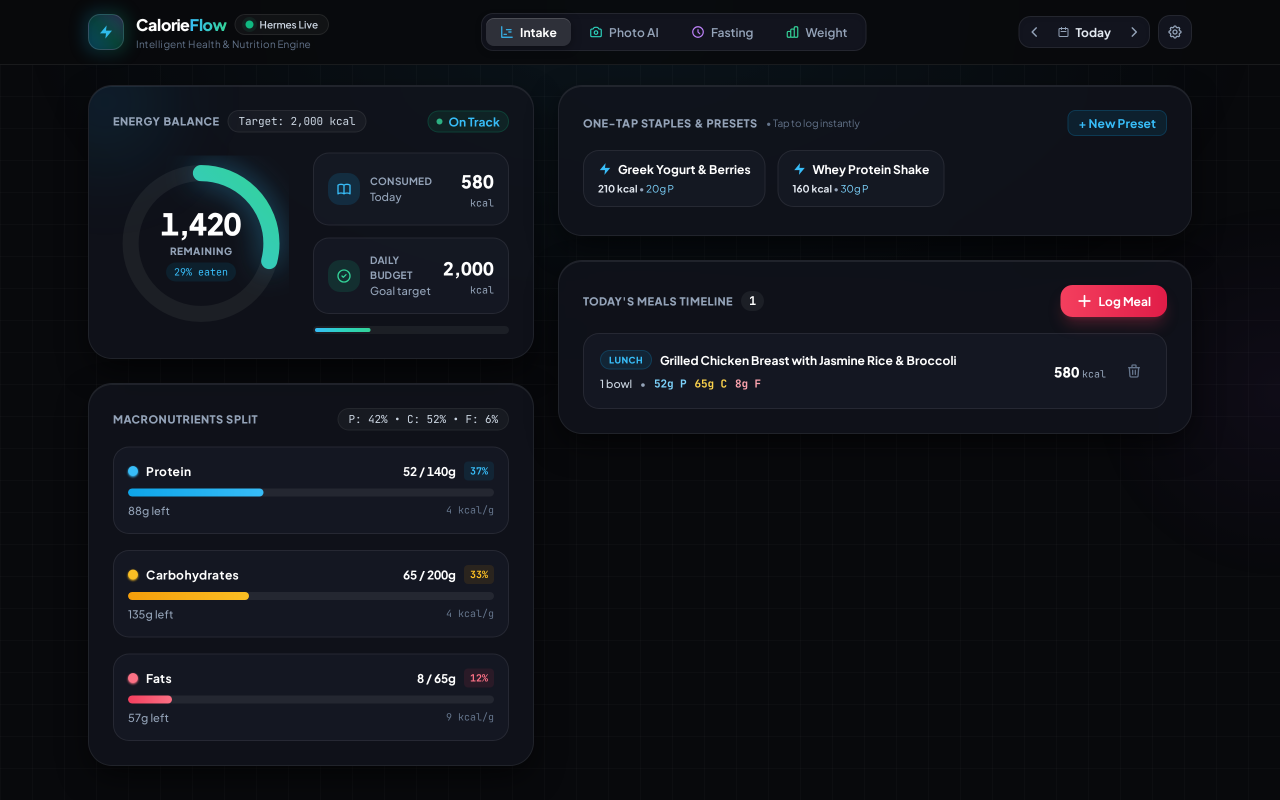 CalorieFlow
Hermes Live
Intelligent Health & Nutrition Engine
Intake
Photo AI
Fasting
Weight
Today
ENERGY BALANCE
Target: 2,000 kcal
On Track
1,420
REMAINING
29% eaten
CONSUMED
Today
580
kcal
DAILY
BUDGET
Goal target
2,000
kcal
MACRONUTRIENTS SPLIT
P: 42% • C: 52% • F: 6%
Protein
52 / 140g
37%
88g left
4 kcal/g
Carbohydrates
65 / 200g
33%
135g left
4 kcal/g
Fats
8 / 65g
12%
57g left
9 kcal/g
ONE-TAP STAPLES & PRESETS
• Tap to log instantly
+ New Preset
Greek Yogurt & Berries
210 kcal • 20g P
Whey Protein Shake
160 kcal • 30g P
TODAY'S MEALS TIMELINE
1
Log Meal
LUNCH
Grilled Chicken Breast with Jasmine Rice & Broccoli
1 bowl • 52g P 65g C 8g F
580 kcal